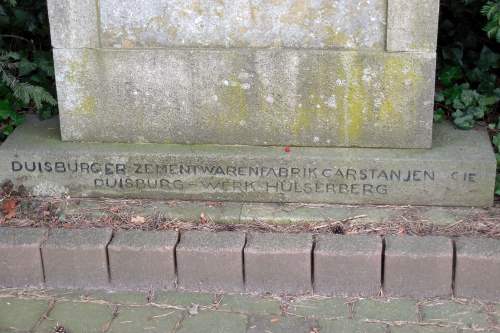 DUISBURGER ZEMENTWARENFABRIK CARSTANJEN CIE
DUISBURG - WERK HÜLSERBERG